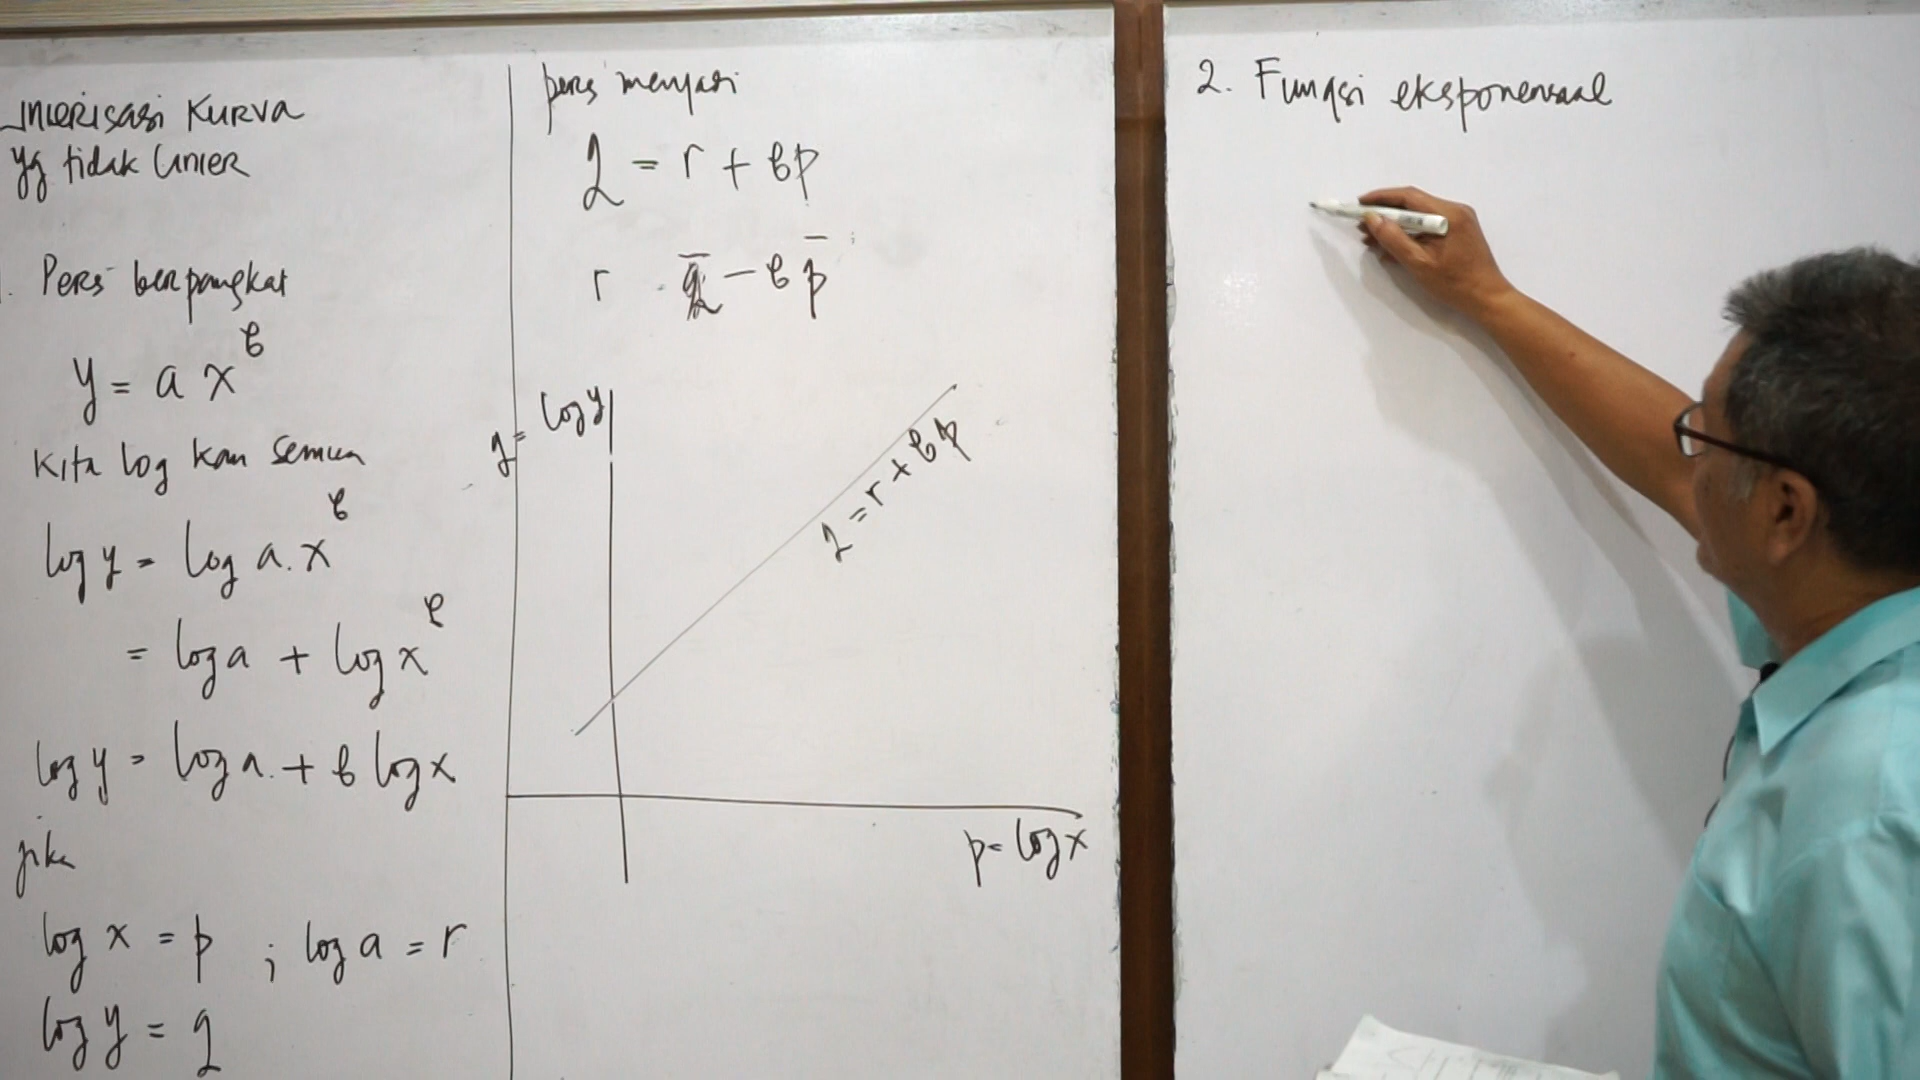 Linierisasi Kurva
yg tidak linier
1. Pers berpangkat
y = a x^b
Kita log kan semua
log y = log a.x^b
= log a + log x^b
log y = log a + b log x
jika
log x = p ; log a = r
log y = q
pers menjadi
q = r + bp
r q̄ - b p̄
q = log y
q = r + bp
p = log x
2. Fungsi eksponensial